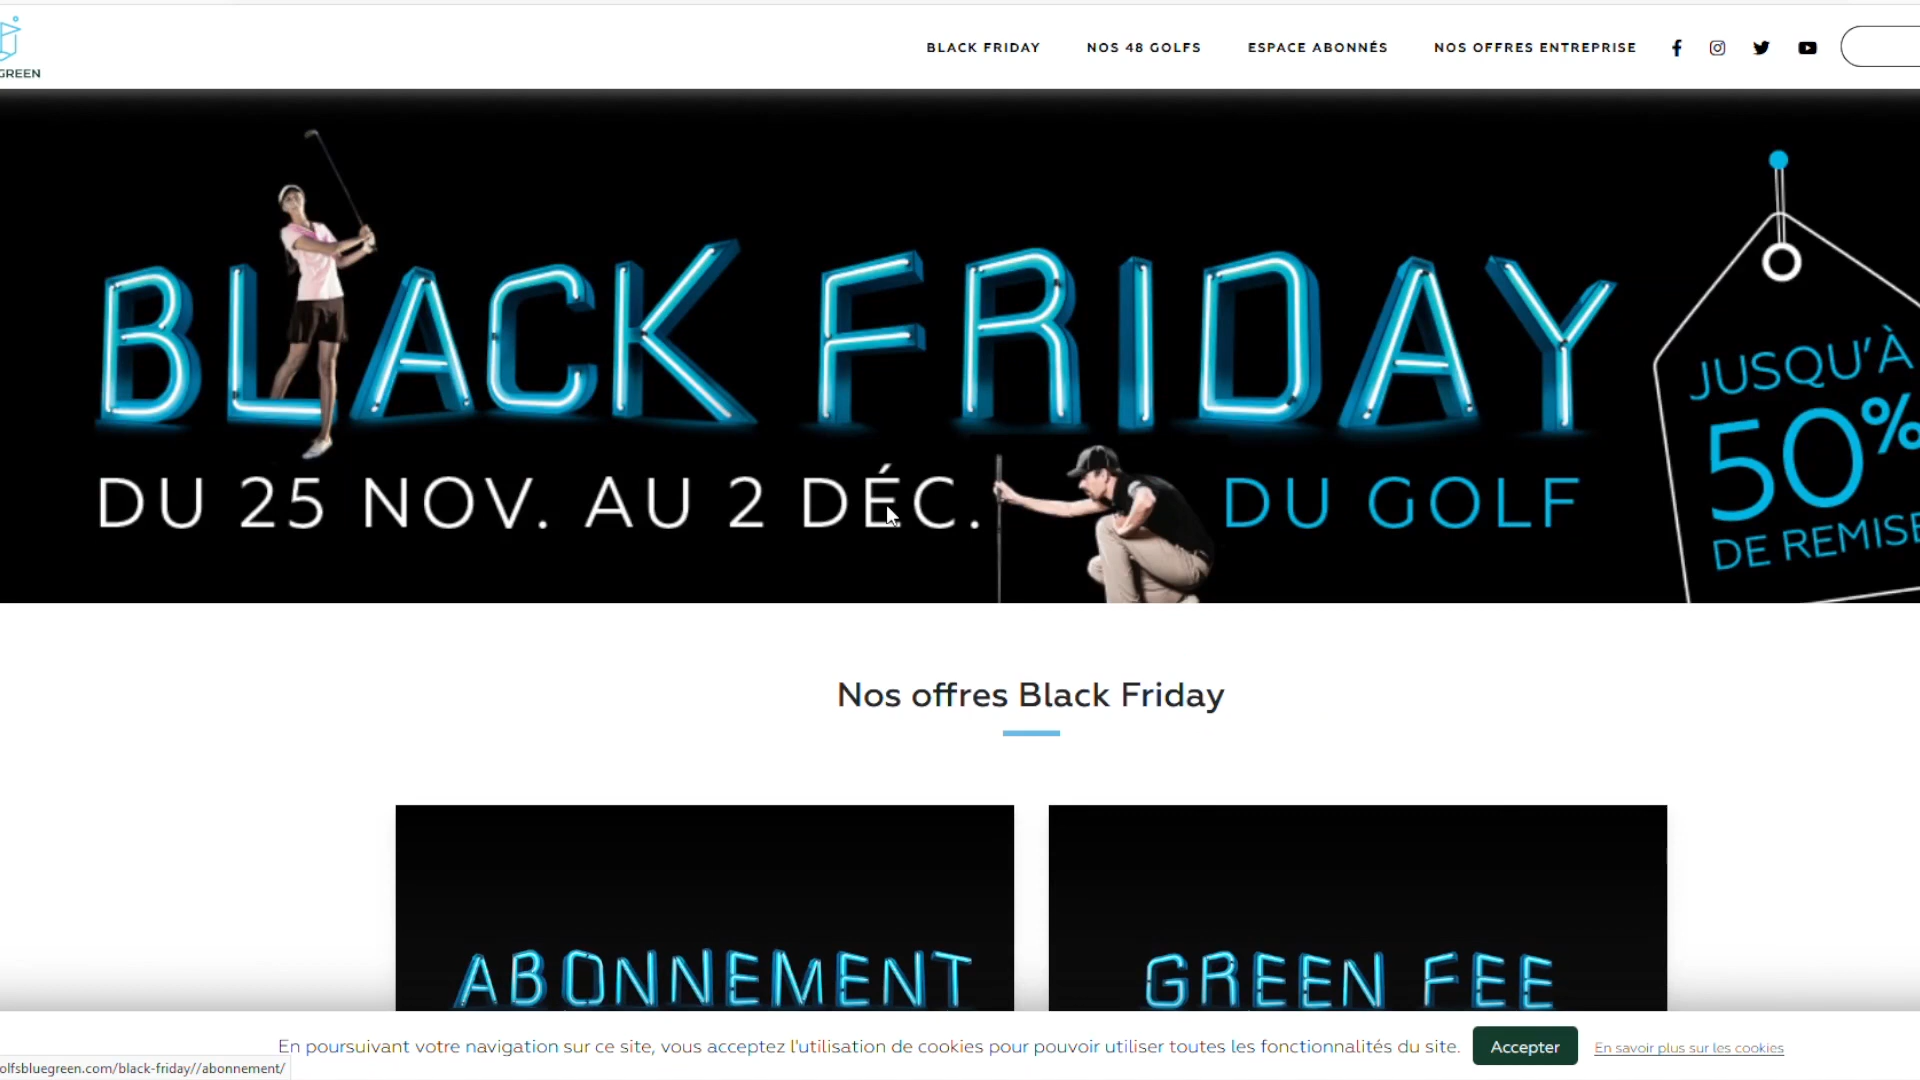 GREEN
BLACK FRIDAY NOS 48 GOLFS ESPACE ABONNÉS NOS OFFRES ENTREPRISE
BLACK FRIDAY
DU 25 NOV. AU 2 DÉC. DU GOLF
JUSQU'À
50%
DE REMISE
Nos offres Black Friday
ABONNEMENT
GREEN FEE
En poursuivant votre navigation sur ce site, vous acceptez l'utilisation de cookies pour pouvoir utiliser toutes les fonctionnalités du site. Accepter En savoir plus sur les cookies
olfsbluegreen.com/black-friday//abonnement/